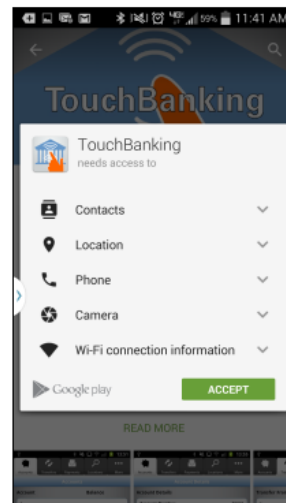 59% 11:41 AM
TouchBanking
TouchBanking
needs access to
Contacts
Location
Phone
Camera
Wi-Fi connection information
Google play
ACCEPT
READ MORE